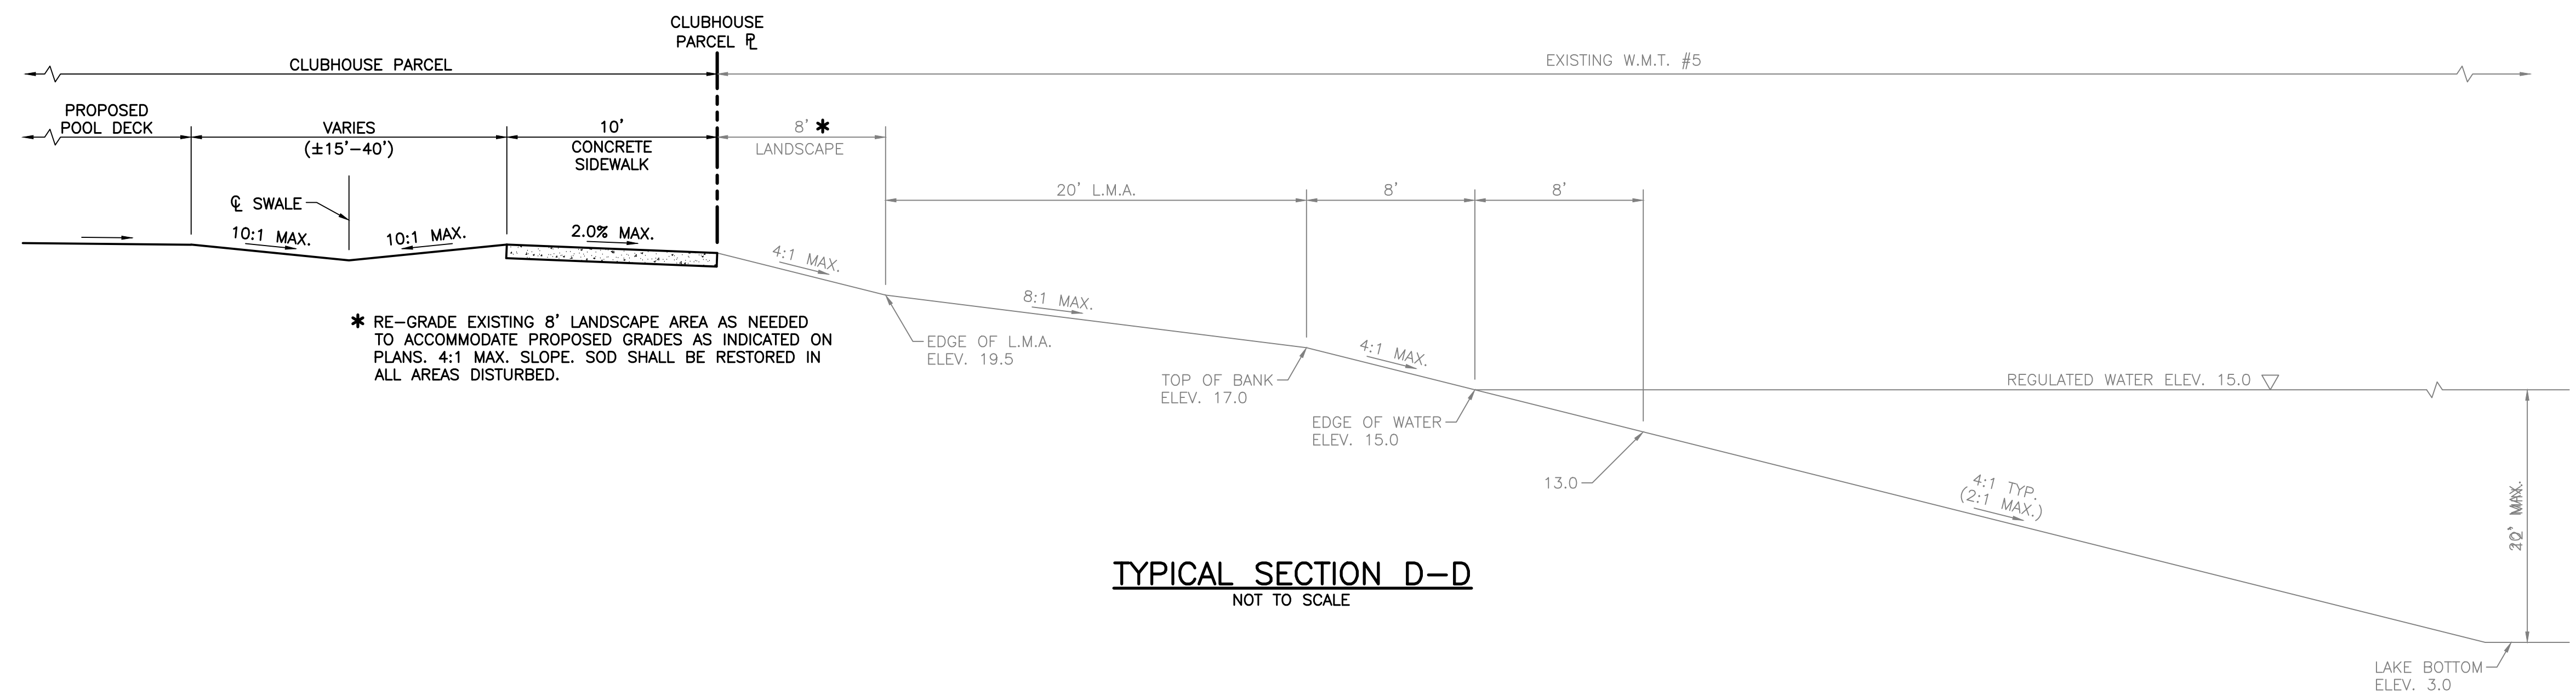 CLUBHOUSE
PARCEL ⅊
CLUBHOUSE PARCEL
EXISTING W.M.T. #5
PROPOSED
POOL DECK
VARIES
(±15'-40')
10'
CONCRETE
SIDEWALK
8' *
LANDSCAPE
20' L.M.A.
8'
8'
℄ SWALE
10:1 MAX.
10:1 MAX.
2.0% MAX.
4:1 MAX.
8:1 MAX.
4:1 MAX.
* RE-GRADE EXISTING 8' LANDSCAPE AREA AS NEEDED
TO ACCOMMODATE PROPOSED GRADES AS INDICATED ON
PLANS. 4:1 MAX. SLOPE. SOD SHALL BE RESTORED IN
ALL AREAS DISTURBED.
EDGE OF L.M.A.
ELEV. 19.5
TOP OF BANK
ELEV. 17.0
EDGE OF WATER
ELEV. 15.0
REGULATED WATER ELEV. 15.0
13.0
4:1 TYP.
(2:1 MAX.)
MAX.
TYPICAL SECTION D-D
NOT TO SCALE
LAKE BOTTOM
ELEV. 3.0